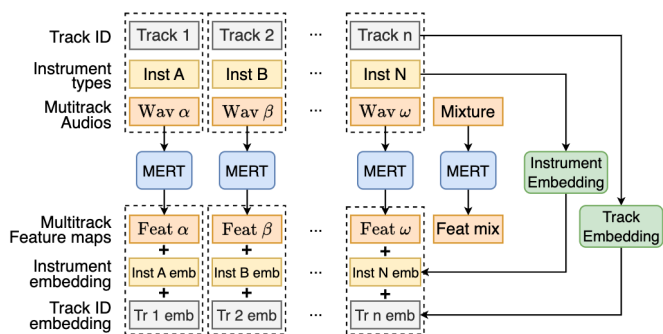 Track ID
Track 1
Track 2
...
Track n
Instrument
types
Inst A
Inst B
Inst N
Mutitrack
Audios
Wav α
Wav β
...
Wav ω
Mixture
MERT
MERT
MERT
MERT
Instrument
Embedding
Track
Embedding
Multitrack
Feature maps
Feat α
Feat β
...
Feat ω
Feat mix
+
+
+
Instrument
embedding
Inst A emb
Inst B emb
...
Inst N emb
+
+
+
Track ID
embedding
Tr 1 emb
Tr 2 emb
...
Tr n emb